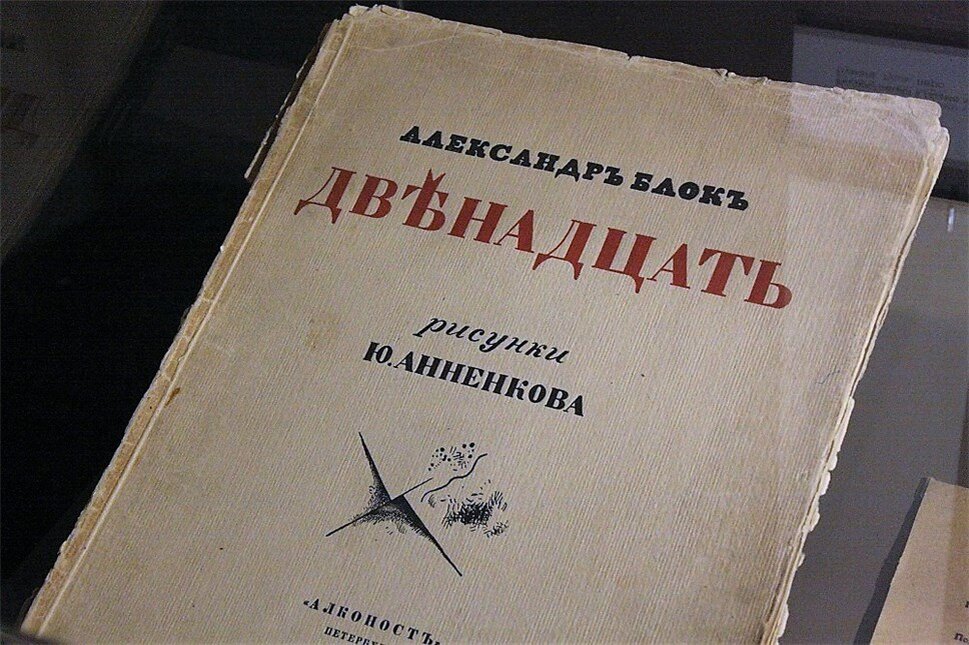 АЛЕКСАНДРЪ БЛОКЪ
ДВѢНАДЦАТЬ
рисунки
Ю. АННЕНКОВА
«АЛКОНОСТЪ»